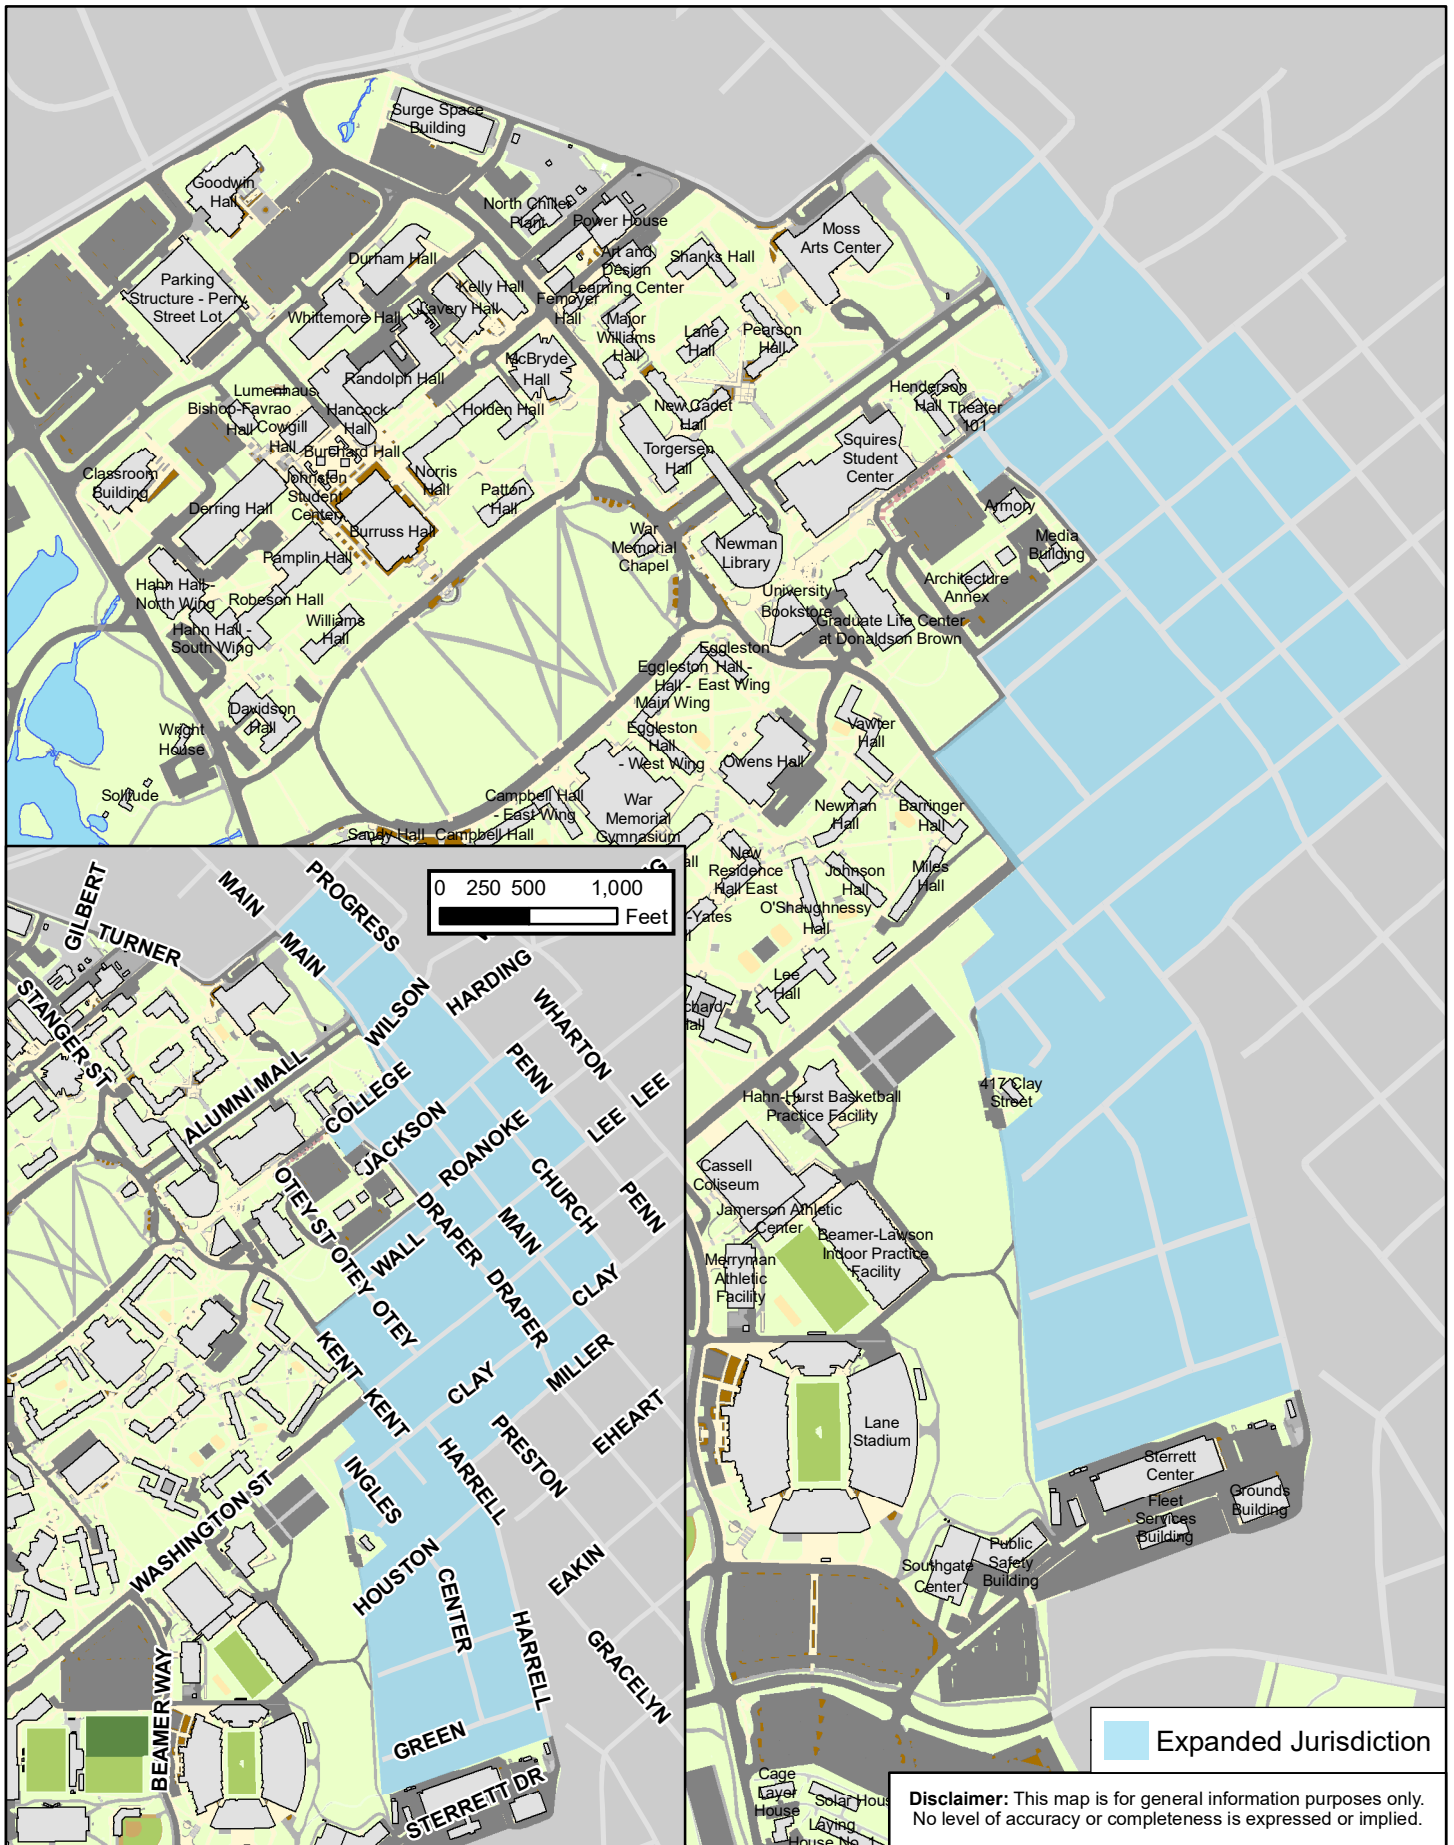 Surge Space
Building
Goodwin
Hall
North Chiller
Plant
Power House
Moss
Arts Center
Art and
Design
Learning Center
Shanks Hall
Durham Hall
Kelly Hall
Parking
Structure - Perry
Street Lot
Whittemore Hall
Lavery Hall
Femoyer
Hall
Major
Williams
Hall
Lane
Hall
Pearson
Hall
McBryde
Hall
Randolph Hall
Lumenhaus
Bishop-Favrao
Hall
Cowgill
Hall
Hancock
Hall
Holden Hall
New Cadet
Hall
Henderson
Hall
Theater
101
Burchard Hall
Torgersen
Hall
Squires
Student
Center
Classroom
Building
Johnston
Student
Center
Norris
Hall
Patton
Hall
Derring Hall
Burruss Hall
Armory
War
Memorial
Chapel
Newman
Library
Media
Building
Pamplin Hall
Hahn Hall -
North Wing
Architecture
Annex
Robeson Hall
University
Bookstore
Williams
Hall
Graduate Life Center
at Donaldson Brown
Hahn Hall -
South Wing
Eggleston
Hall -
East Wing
Eggleston
Hall -
Main Wing
Davidson
Hall
Wright
House
Vawter
Hall
Eggleston
Hall
- West Wing
Owens Hall
Solitude
Campbell Hall
- East Wing
War
Memorial
Gymnasium
Newman
Hall
Barringer
Hall
Sandy Hall
Campbell Hall
New
Residence
Hall East
Johnson
Hall
Miles
Hall
O'Shaughnessy
Hall
-Yates
Lee
Hall
417 Clay
Street
Hahn-Hurst Basketball
Practice Facility
Cassell
Coliseum
Jamerson Athletic
Center
Beamer-Lawson
Indoor Practice
Facility
Merryman
Athletic
Facility
Lane
Stadium
Sterrett
Center
Fleet
Services
Building
Grounds
Building
Southgate
Center
Public
Safety
Building
Cage
Layer
House
Solar Hous
Laying
House No. 1
0 250 500 1,000
Feet
GILBERT
MAIN
PROGRESS
TURNER
MAIN
STANGER ST
WILSON
HARDING
WHARTON
ALUMNI MALL
COLLEGE
PENN
LEE
LEE
JACKSON
ROANOKE
CHURCH
PENN
OTEY ST
OTEY
DRAPER
MAIN
WALL
OTEY
DRAPER
DRAPER
CLAY
KENT
KENT
CLAY
MILLER
PRESTON
EHEART
INGLES
HARRELL
WASHINGTON ST
HOUSTON
CENTER
EAKIN
HARRELL
GRACELYN
BEAMER WAY
GREEN
STERRETT DR
Expanded Jurisdiction
Disclaimer: This map is for general information purposes only.
No level of accuracy or completeness is expressed or implied.